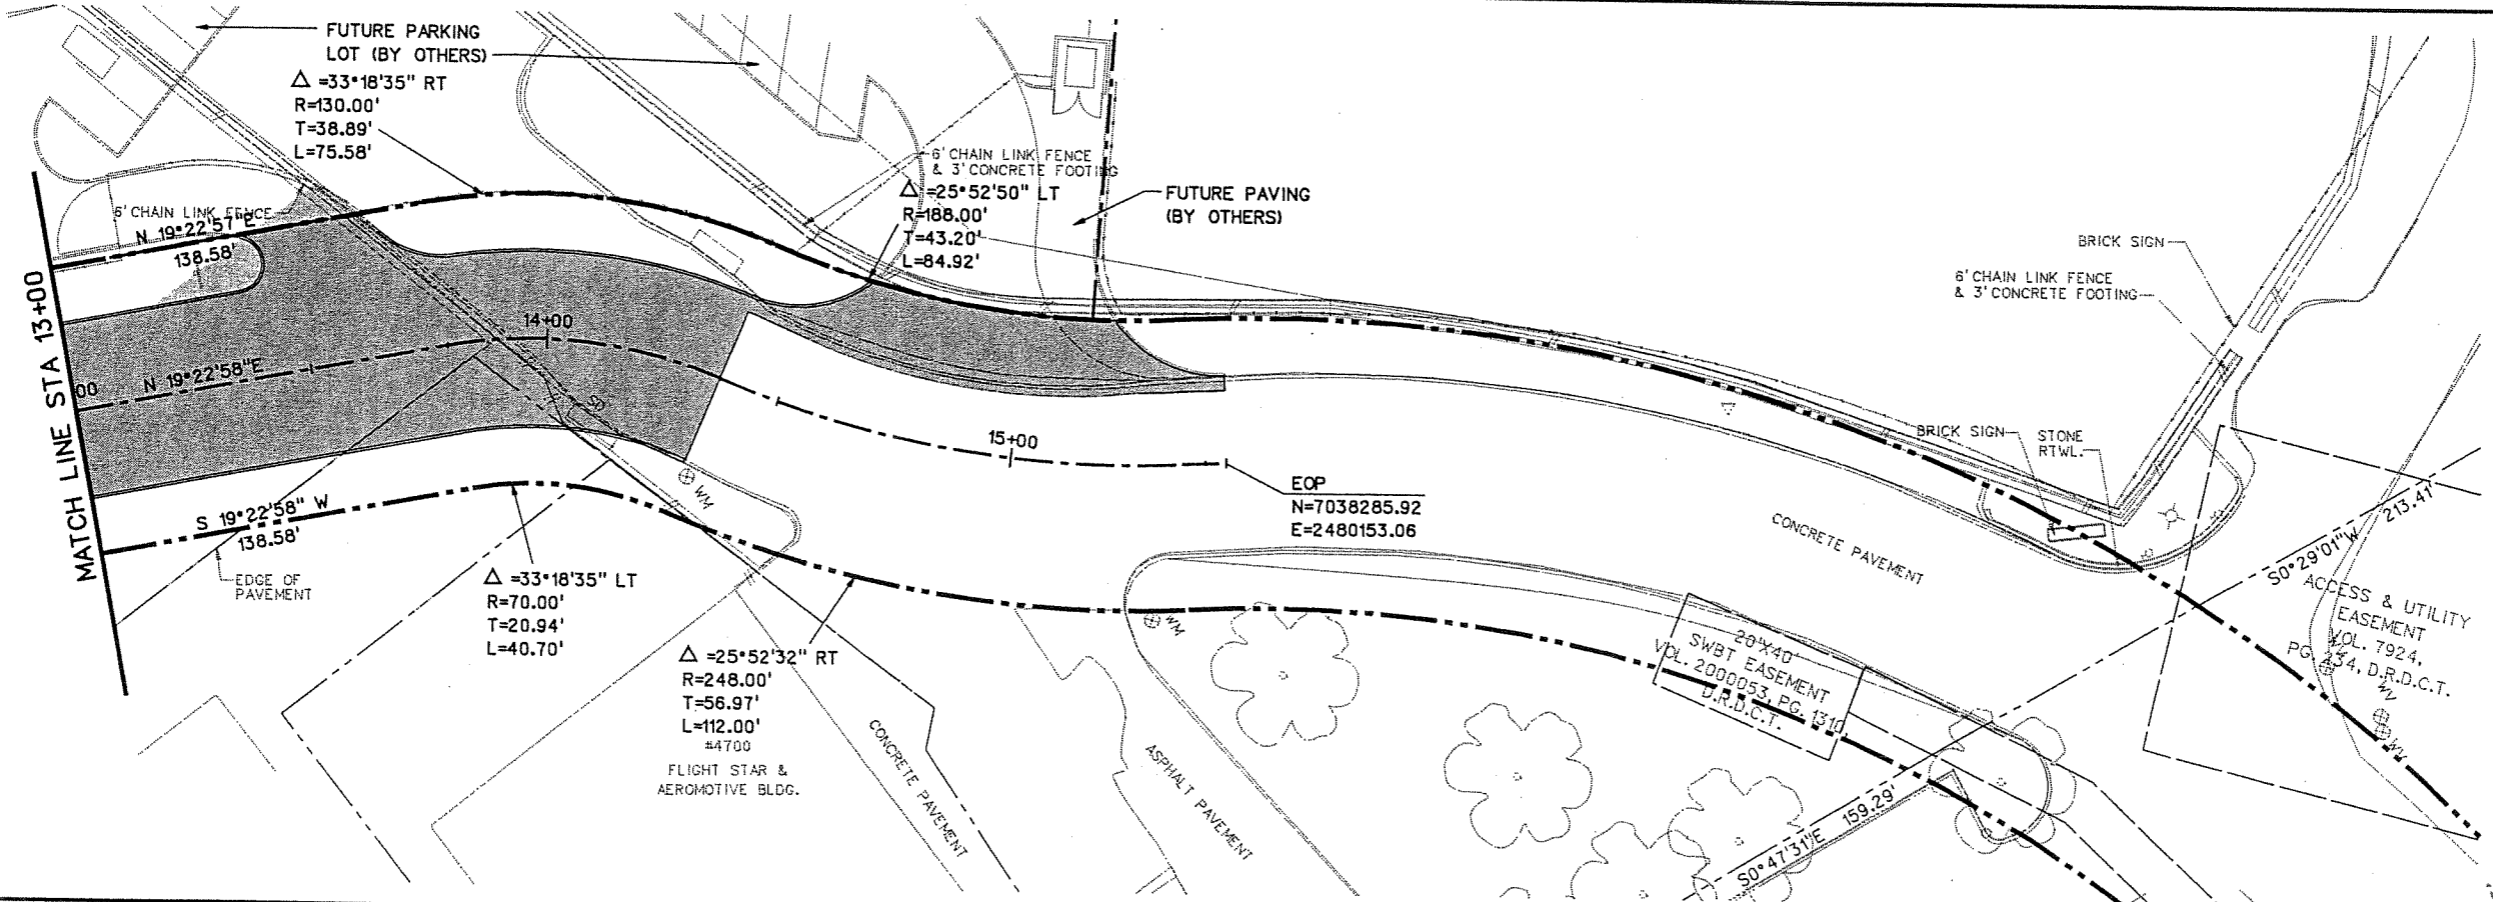 FUTURE PARKING
LOT (BY OTHERS)
△ =33°18'35" RT
R=130.00'
T=38.89'
L=75.58'
6' CHAIN LINK FENCE
& 3' CONCRETE FOOTING
△ =25°52'50" LT
R=188.00'
T=43.20'
L=84.92'
FUTURE PAVING
(BY OTHERS)
6' CHAIN LINK FENCE
N 19°22'57"E
138.58'
BRICK SIGN
6' CHAIN LINK FENCE
& 3' CONCRETE FOOTING
MATCH LINE STA 13+00
00
N 19°22'58"E
14+00
SD
15+00
BRICK SIGN
STONE
RTWL.
EOP
N=7038285.92
E=2480153.06
WM
S 19°22'58" W
138.58'
EDGE OF
PAVEMENT
CONCRETE PAVEMENT
S0°29'01"W 213.41'
ACCESS & UTILITY
EASEMENT
VOL. 7924,
PG. 234, D.R.D.C.T.
△ =33°18'35" LT
R=70.00'
T=20.94'
L=40.70'
△ =25°52'32" RT
R=248.00'
T=56.97'
L=112.00'
#4700
FLIGHT STAR &
AEROMOTIVE BLDG.
WM
20'X40'
SWBT EASEMENT
VOL. 2000053, PG. 1310
D.R.D.C.T.
WV
WV
CONCRETE PAVEMENT
ASPHALT PAVEMENT
S0°47'31"E 159.29'